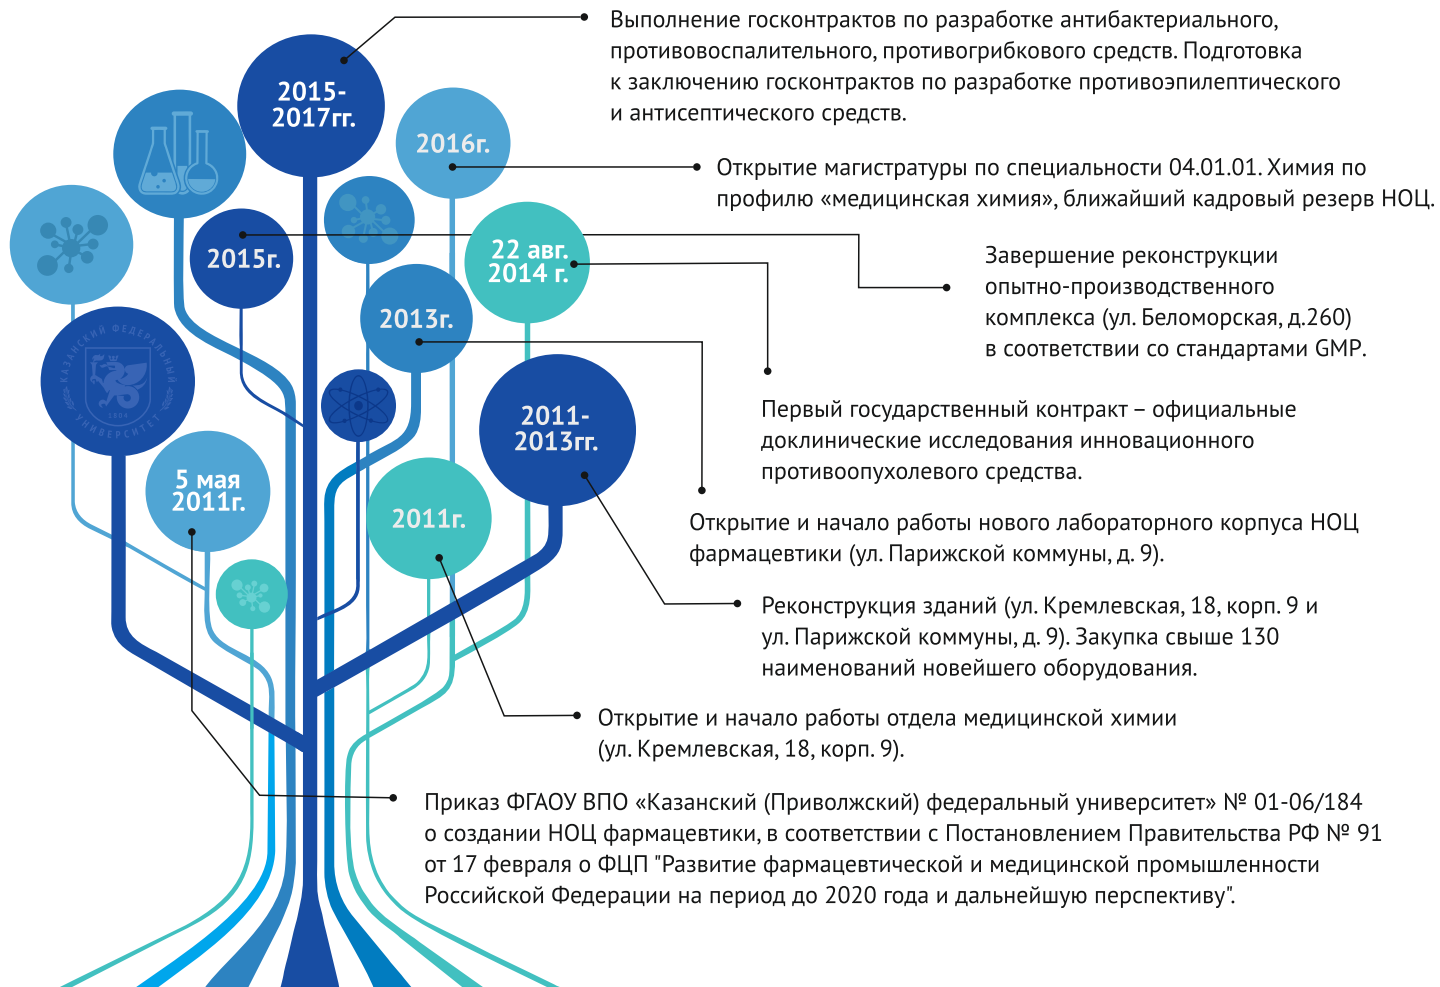 2015-
2017гг.
Выполнение госконтрактов по разработке антибактериального,
противовоспалительного, противогрибкового средств. Подготовка
к заключению госконтрактов по разработке противоэпилептического
и антисептического средств.
2016г.
Открытие магистратуры по специальности 04.01.01. Химия по
профилю «медицинская химия», ближайший кадровый резерв НОЦ.
2015г.
Завершение реконструкции
опытно-производственного
комплекса (ул. Беломорская, д.260)
в соответствии со стандартами GMP.
22 авг.
2014 г.
Первый государственный контракт – официальные
доклинические исследования инновационного
противоопухолевого средства.
2013г.
Открытие и начало работы нового лабораторного корпуса НОЦ
фармацевтики (ул. Парижской коммуны, д. 9).
КАЗАНСКИЙ ФЕДЕРАЛЬНЫЙ
УНИВЕРСИТЕТ
1804
2011-
2013гг.
Реконструкция зданий (ул. Кремлевская, 18, корп. 9 и
ул. Парижской коммуны, д. 9). Закупка свыше 130
наименований новейшего оборудования.
2011г.
Открытие и начало работы отдела медицинской химии
(ул. Кремлевская, 18, корп. 9).
5 мая
2011г.
Приказ ФГАОУ ВПО «Казанский (Приволжский) федеральный университет» № 01-06/184
о создании НОЦ фармацевтики, в соответствии с Постановлением Правительства РФ № 91
от 17 февраля о ФЦП "Развитие фармацевтической и медицинской промышленности
Российской Федерации на период до 2020 года и дальнейшую перспективу".